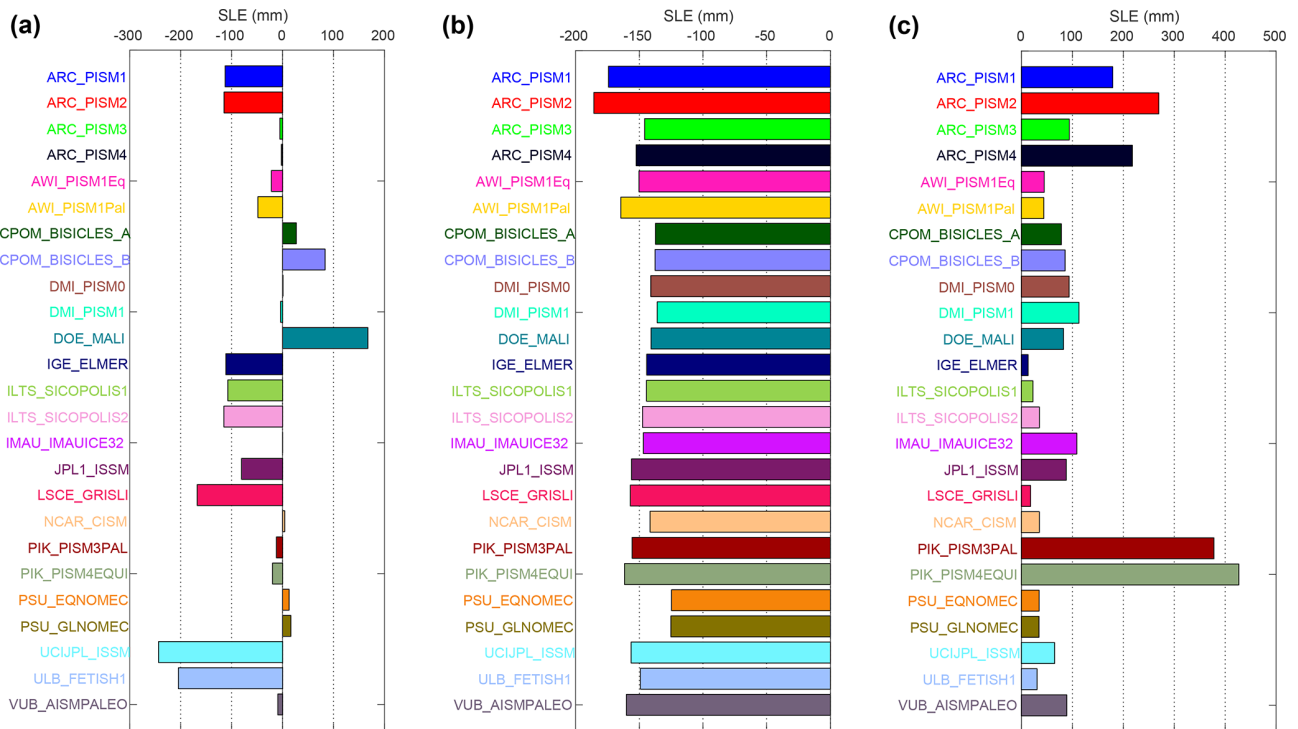 (a)
SLE (mm)
-300 -200 -100 0 100 200
ARC_PISM1
ARC_PISM2
ARC_PISM3
ARC_PISM4
AWI_PISM1Eq
AWI_PISM1Pal
CPOM_BISICLES_A
CPOM_BISICLES_B
DMI_PISM0
DMI_PISM1
DOE_MALI
IGE_ELMER
ILTS_SICOPOLIS1
ILTS_SICOPOLIS2
IMAU_IMAUICE32
JPL1_ISSM
LSCE_GRISLI
NCAR_CISM
PIK_PISM3PAL
PIK_PISM4EQUI
PSU_EQNOMEC
PSU_GLNOMEC
UCIJPL_ISSM
ULB_FETISH1
VUB_AISMPALEO
(b)
SLE (mm)
-200 -150 -100 -50 0
ARC_PISM1
ARC_PISM2
ARC_PISM3
ARC_PISM4
AWI_PISM1Eq
AWI_PISM1Pal
CPOM_BISICLES_A
CPOM_BISICLES_B
DMI_PISM0
DMI_PISM1
DOE_MALI
IGE_ELMER
ILTS_SICOPOLIS1
ILTS_SICOPOLIS2
IMAU_IMAUICE32
JPL1_ISSM
LSCE_GRISLI
NCAR_CISM
PIK_PISM3PAL
PIK_PISM4EQUI
PSU_EQNOMEC
PSU_GLNOMEC
UCIJPL_ISSM
ULB_FETISH1
VUB_AISMPALEO
(c)
SLE (mm)
0 100 200 300 400 500
ARC_PISM1
ARC_PISM2
ARC_PISM3
ARC_PISM4
AWI_PISM1Eq
AWI_PISM1Pal
CPOM_BISICLES_A
CPOM_BISICLES_B
DMI_PISM0
DMI_PISM1
DOE_MALI
IGE_ELMER
ILTS_SICOPOLIS1
ILTS_SICOPOLIS2
IMAU_IMAUICE32
JPL1_ISSM
LSCE_GRISLI
NCAR_CISM
PIK_PISM3PAL
PIK_PISM4EQUI
PSU_EQNOMEC
PSU_GLNOMEC
UCIJPL_ISSM
ULB_FETISH1
VUB_AISMPALEO